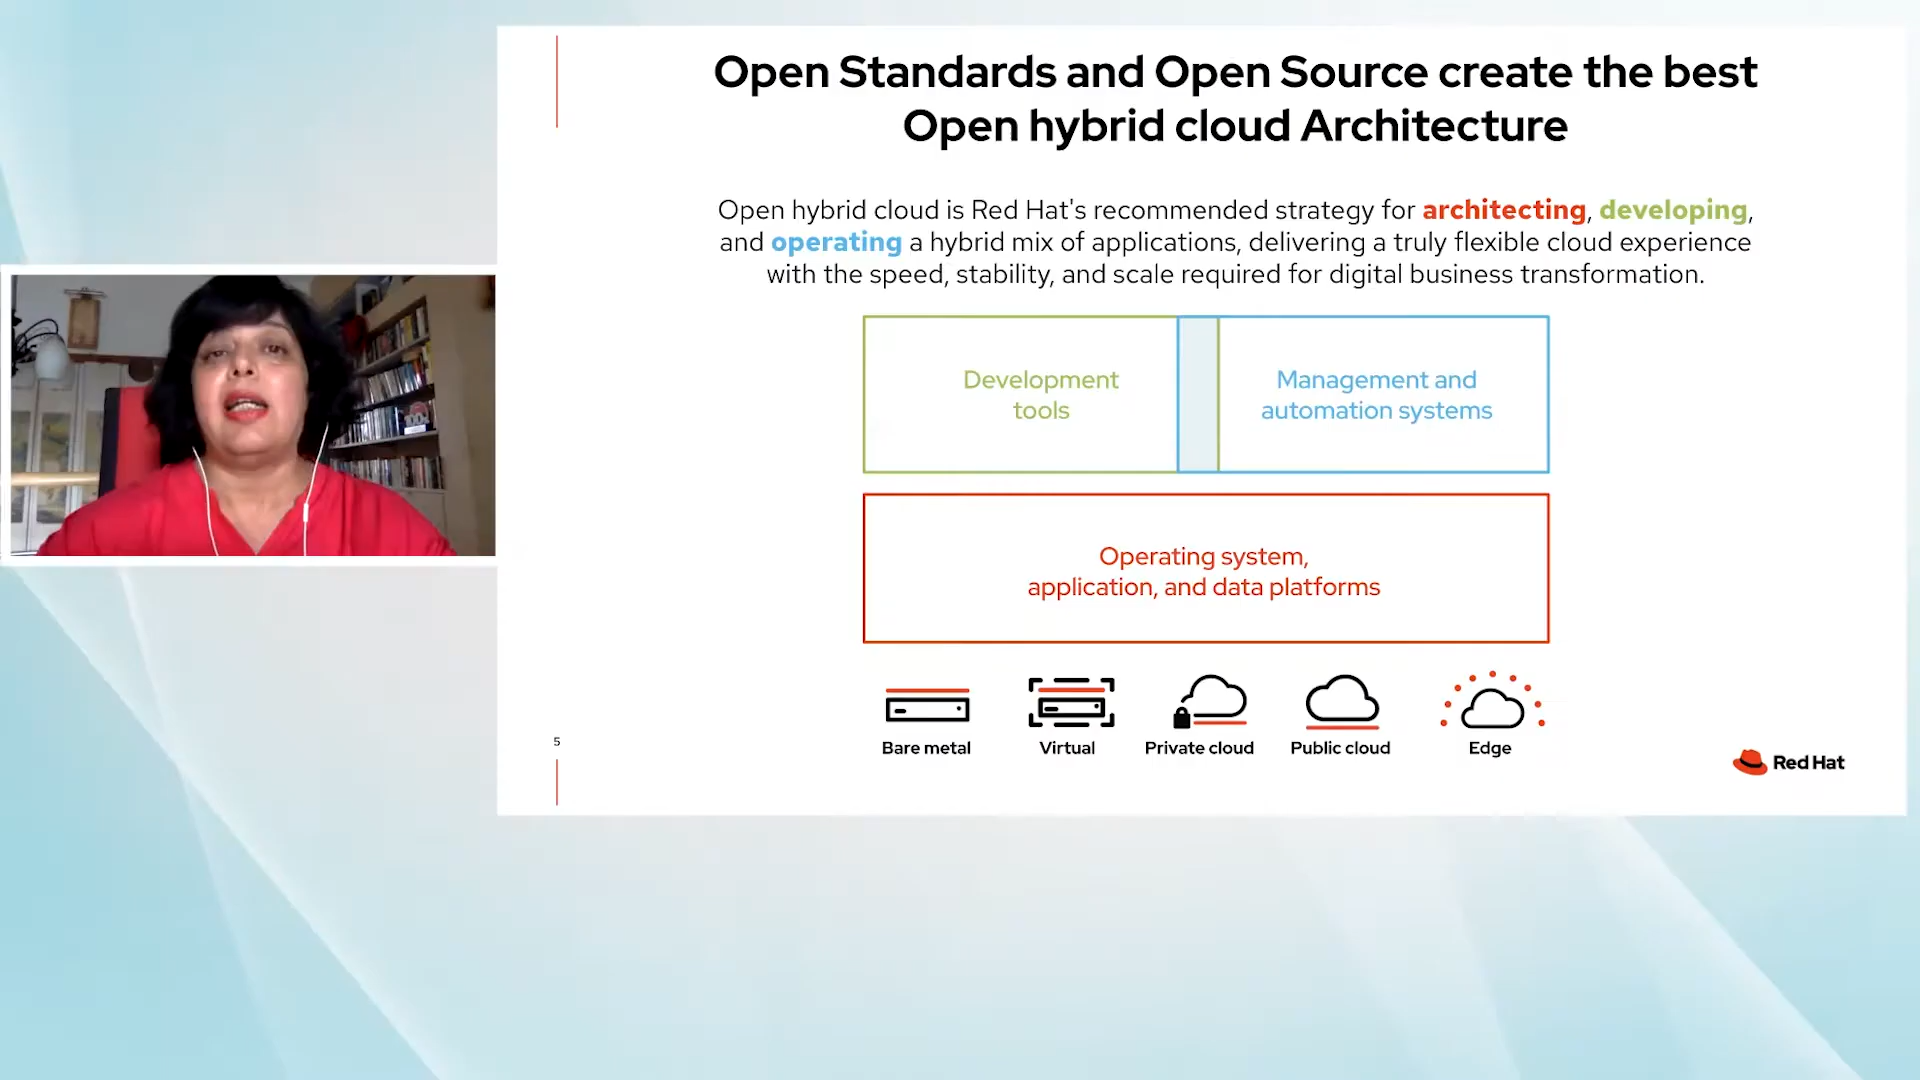 Open Standards and Open Source create the best
Open hybrid cloud Architecture
Open hybrid cloud is Red Hat's recommended strategy for architecting, developing,
and operating a hybrid mix of applications, delivering a truly flexible cloud experience
with the speed, stability, and scale required for digital business transformation.
Development
tools
Management and
automation systems
Operating system,
application, and data platforms
Bare metal
Virtual
Private cloud
Public cloud
Edge
5
Red Hat